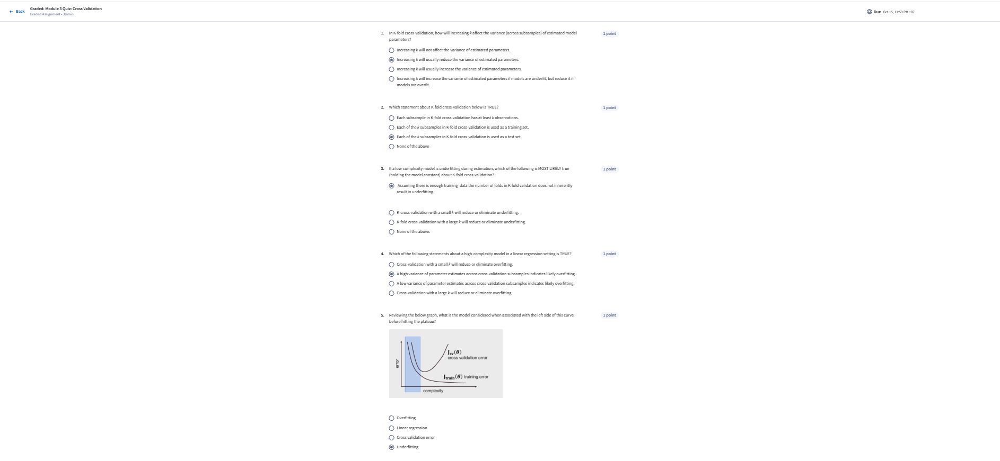 Back
Graded: Module 3 Quiz: Cross Validation
Graded Assignment • 30 min
Due Oct 15, 11:59 PM +07
1. In K-fold cross-validation, how will increasing k affect the variance (across subsamples) of estimated model
parameters?
1 point
Increasing k will not affect the variance of estimated parameters.
Increasing k will usually reduce the variance of estimated parameters.
Increasing k will usually increase the variance of estimated parameters.
Increasing k will increase the variance of estimated parameters if models are underfit, but reduce it if
models are overfit.
2. Which statement about K-fold cross-validation below is TRUE?
1 point
Each subsample in K-fold cross-validation has at least k observations.
Each of the k subsamples in K-fold cross-validation is used as a training set.
Each of the k subsamples in K-fold cross-validation is used as a test set.
None of the above
3. If a low-complexity model is underfitting during estimation, which of the following is MOST LIKELY true
(holding the model constant) about K-fold cross-validation?
1 point
Assuming there is enough training data the number of folds in K-fold validation does not inherently
result in underfitting.
K-cross-validation with a small k will reduce or eliminate underfitting.
K-fold cross-validation with a large k will reduce or eliminate underfitting.
None of the above.
4. Which of the following statements about a high-complexity model in a linear regression setting is TRUE?
1 point
Cross-validation with a small k will reduce or eliminate overfitting.
A high variance of parameter estimates across cross-validation subsamples indicates likely overfitting.
A low variance of parameter estimates across cross-validation subsamples indicates likely overfitting.
Cross-validation with a large k will reduce or eliminate overfitting.
5. Reviewing the below graph, what is the model considered when associated with the left side of this curve
before hitting the plateau?
1 point
error
Jcv(θ)
cross validation error
Jtrain(θ) training error
complexity
Overfitting
Linear regression
Cross validation error
Underfitting